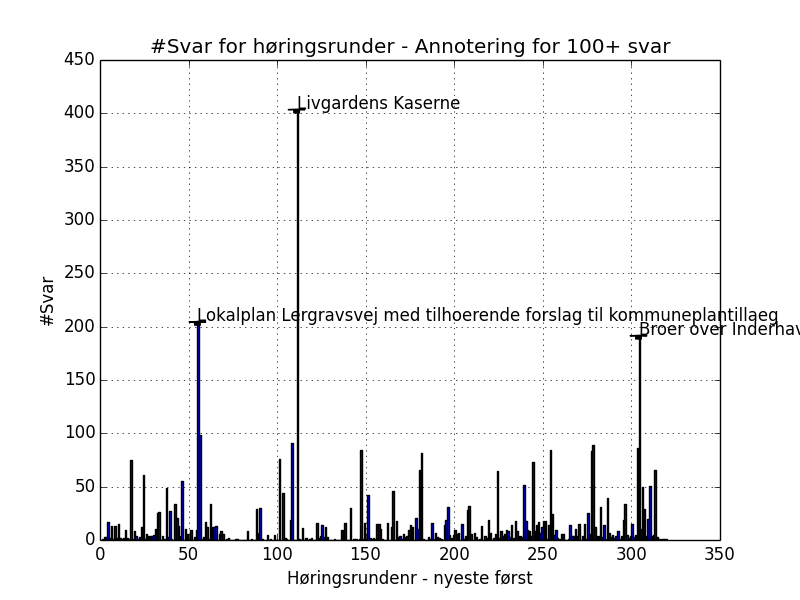 #Svar for høringsrunder - Annotering for 100+ svar
450
400
350
300
250
200
150
100
50
0
#Svar
Livgardens Kaserne
Lokalplan Lergravsvej med tilhoerende forslag til kommuneplantillaeg
Broer over Inderhav
0 50 100 150 200 250 300 350
Høringsrundenr - nyeste først